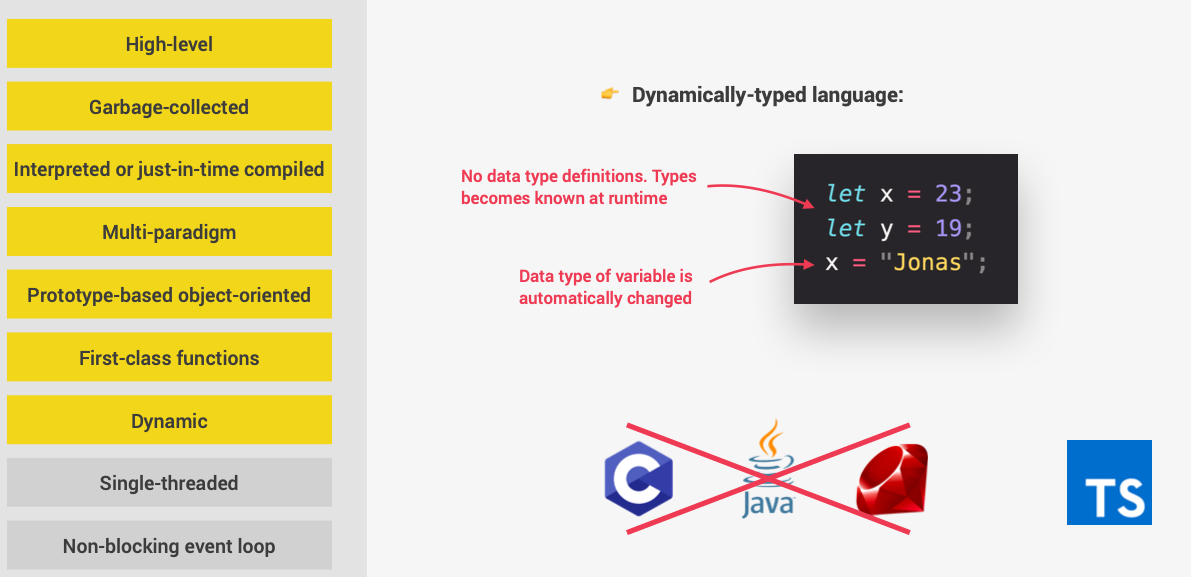 High-level
Garbage-collected
Interpreted or just-in-time compiled
Multi-paradigm
Prototype-based object-oriented
First-class functions
Dynamic
Single-threaded
Non-blocking event loop
Dynamically-typed language:
No data type definitions. Types
becomes known at runtime
let x = 23;
let y = 19;
x = "Jonas";
Data type of variable is
automatically changed
C
Java
TS